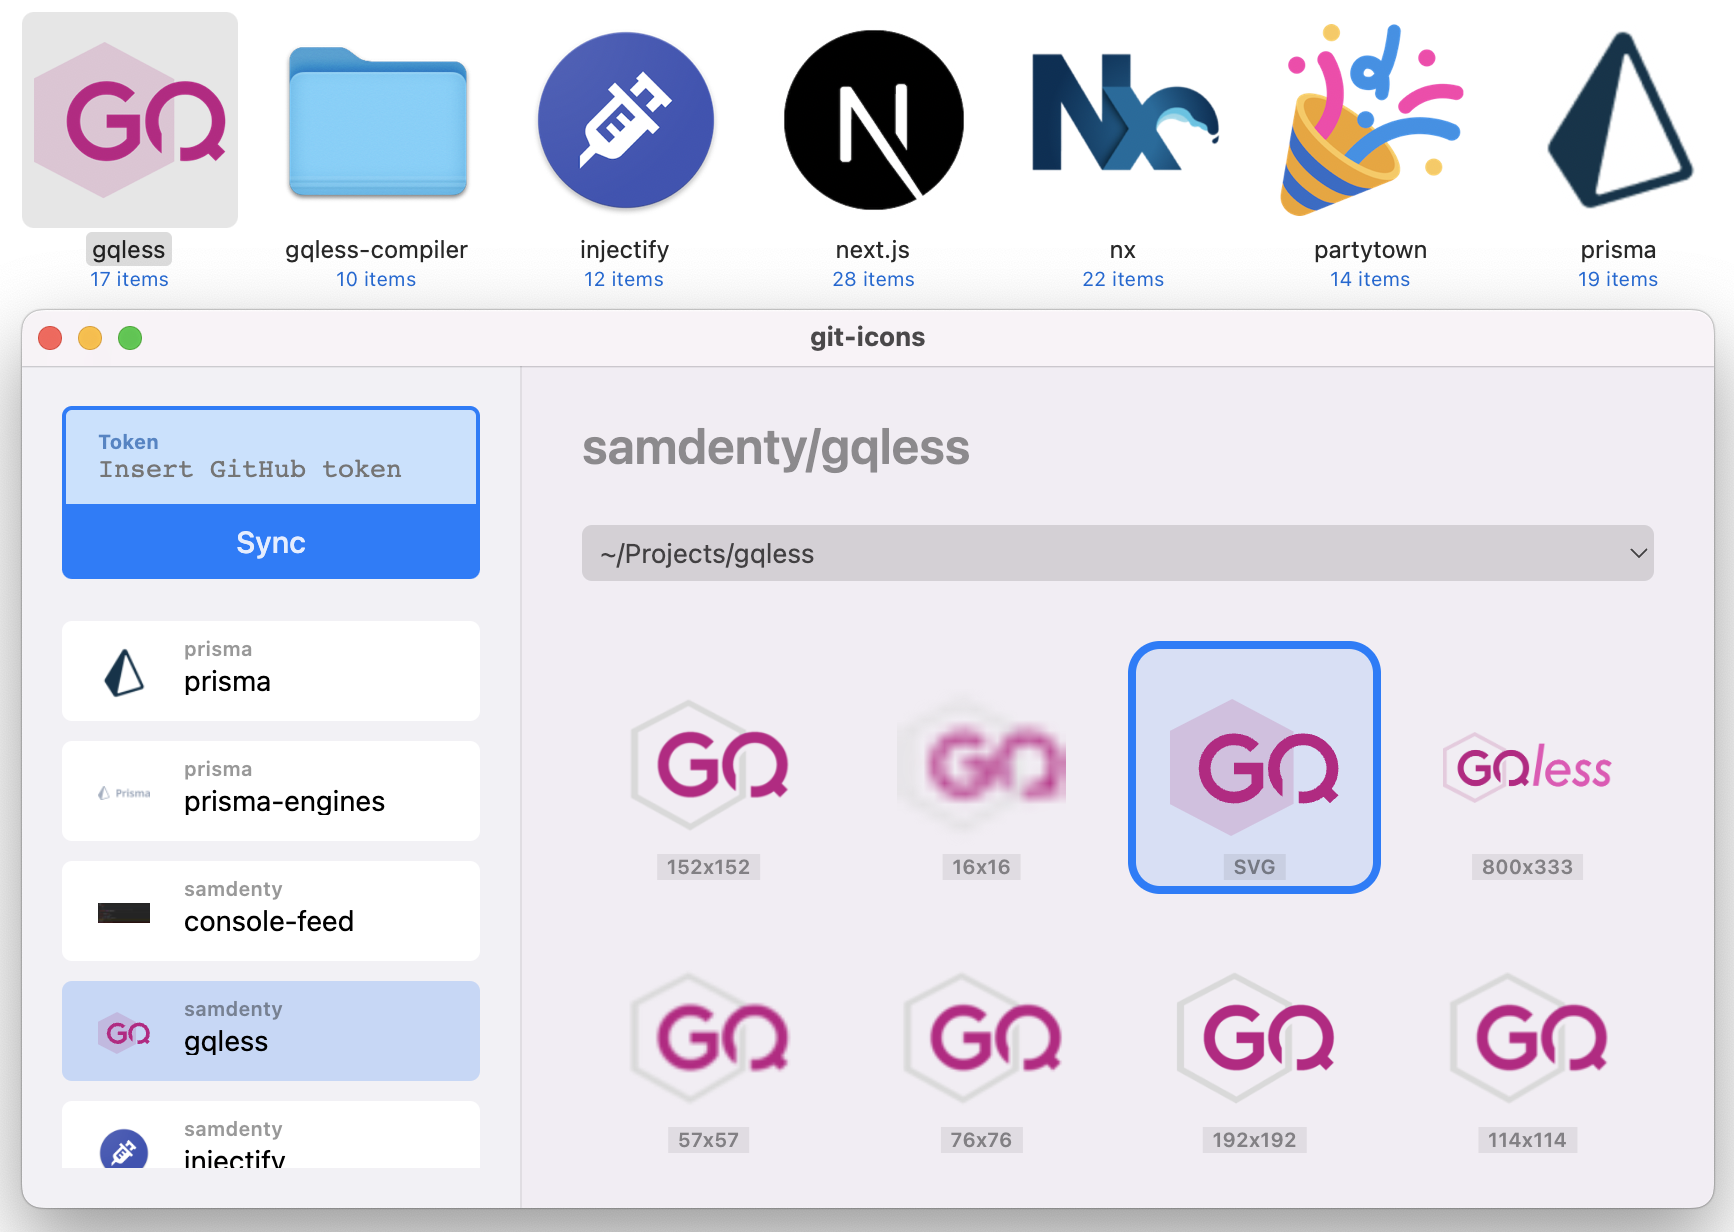 GQ
N
Nx
gqless
gqless-compiler
injectify
next.js
nx
partytown
prisma
17 items
10 items
12 items
28 items
22 items
14 items
19 items
git-icons
Token
Insert GitHub token
Sync
prisma
prisma
Prisma
prisma
prisma-engines
samdenty
console-feed
GQ
samdenty
gqless
samdenty
injectify
samdenty/gqless
~/Projects/gqless
GQ
GQ
GQ
GQless
152x152
16x16
SVG
800x333
GQ
GQ
GQ
GQ
57x57
76x76
192x192
114x114